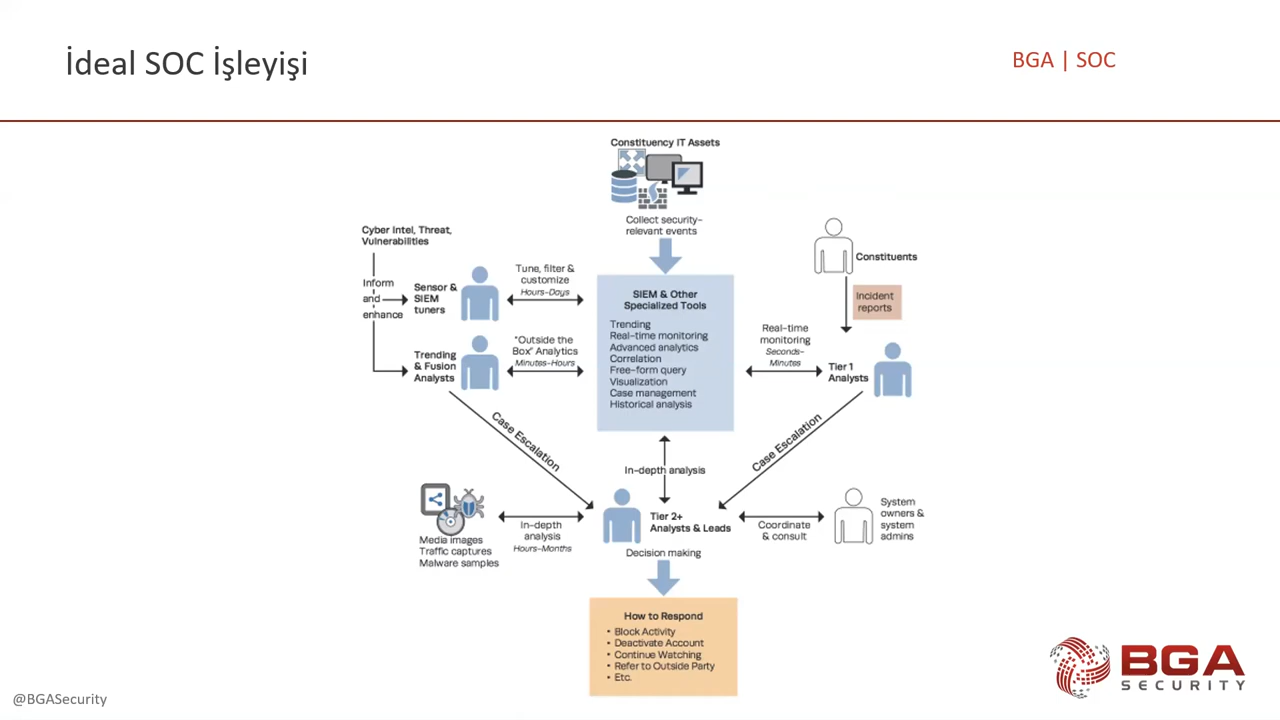 İdeal SOC İşleyişi
BGA | SOC
Constituency IT Assets
Collect security-
relevant events
Cyber Intel, Threat,
Vulnerabilities
Inform
and
enhance
Sensor &
SIEM
tuners
Tune, filter &
customize
Hours-Days
Trending
& Fusion
Analysts
"Outside the
Box" Analytics
Minutes-Hours
SIEM & Other
Specialized Tools
Trending
Real-time monitoring
Advanced analytics
Correlation
Free-form query
Visualization
Case management
Historical analysis
Constituents
Incident
reports
Real-time
monitoring
Seconds-
Minutes
Tier 1
Analysts
Case Escalation
Case Escalation
In-depth analysis
Media images
Traffic captures
Malware samples
In-depth
analysis
Hours-Months
Tier 2+
Analysts & Leads
Coordinate
& consult
System
owners &
system
admins
Decision making
How to Respond
• Block Activity
• Deactivate Account
• Continue Watching
• Refer to Outside Party
• Etc.
BGA
SECURITY
@BGASecurity